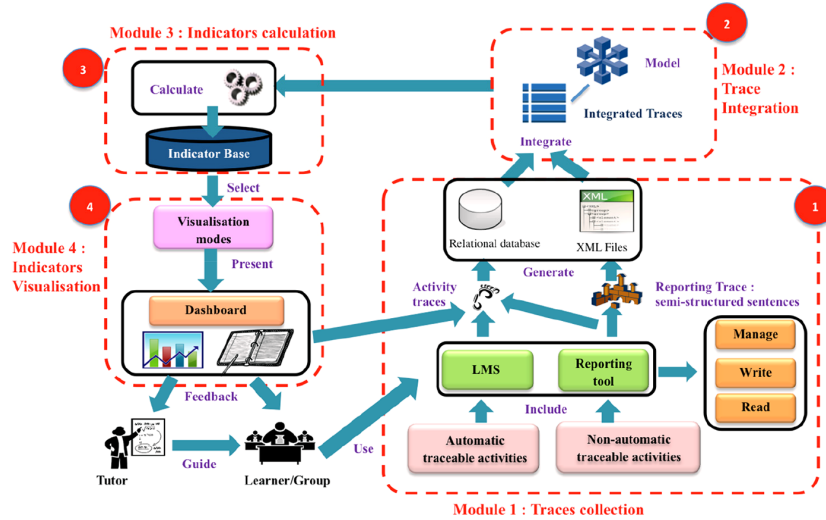 Module 3 : Indicators calculation
3
Calculate
Indicator Base
Select
2
Model
Integrated Traces
Integrate
Module 2 :
Trace
Integration
4
Module 4 :
Indicators
Visualisation
Visualisation
modes
Present
Dashboard
Feedback
Tutor
Guide
Learner/Group
Use
1
Relational database
XML
XML Files
Generate
Activity
traces
Reporting Trace :
semi-structured sentences
LMS
Reporting
tool
Manage
Write
Read
Include
Automatic
traceable activities
Non-automatic
traceable activities
Module 1 : Traces collection